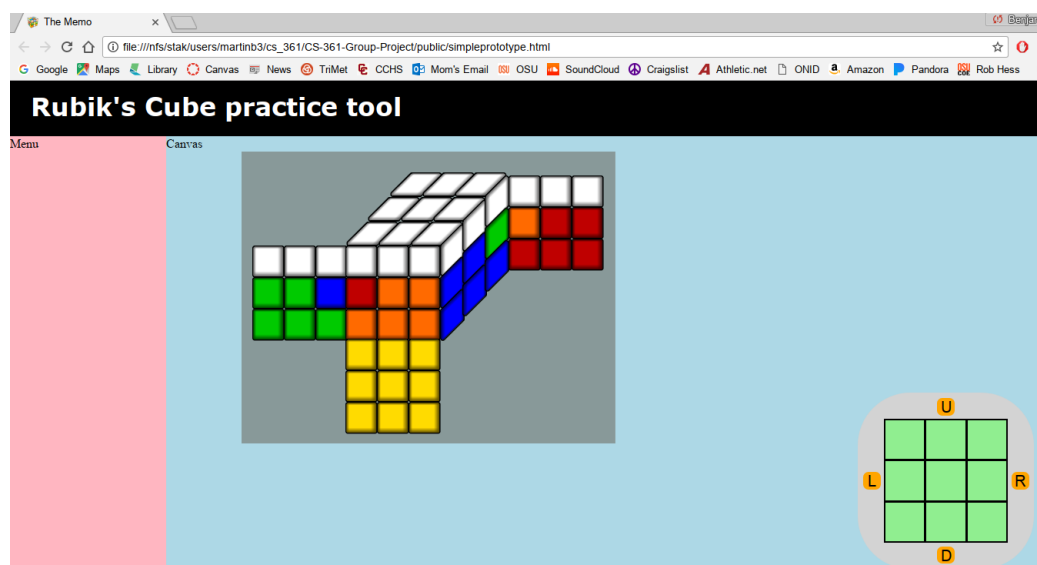 The Memo ×
file:///nfs/stak/users/martinb3/cs_361/CS-361-Group-Project/public/simpleprototype.html
G Google Maps Library Canvas News TriMet CCHS Mom's Email OSU SoundCloud Craigslist Athletic.net ONID Amazon Pandora Rob Hess
Rubik's Cube practice tool
Menu
Canvas
U
L
R
D